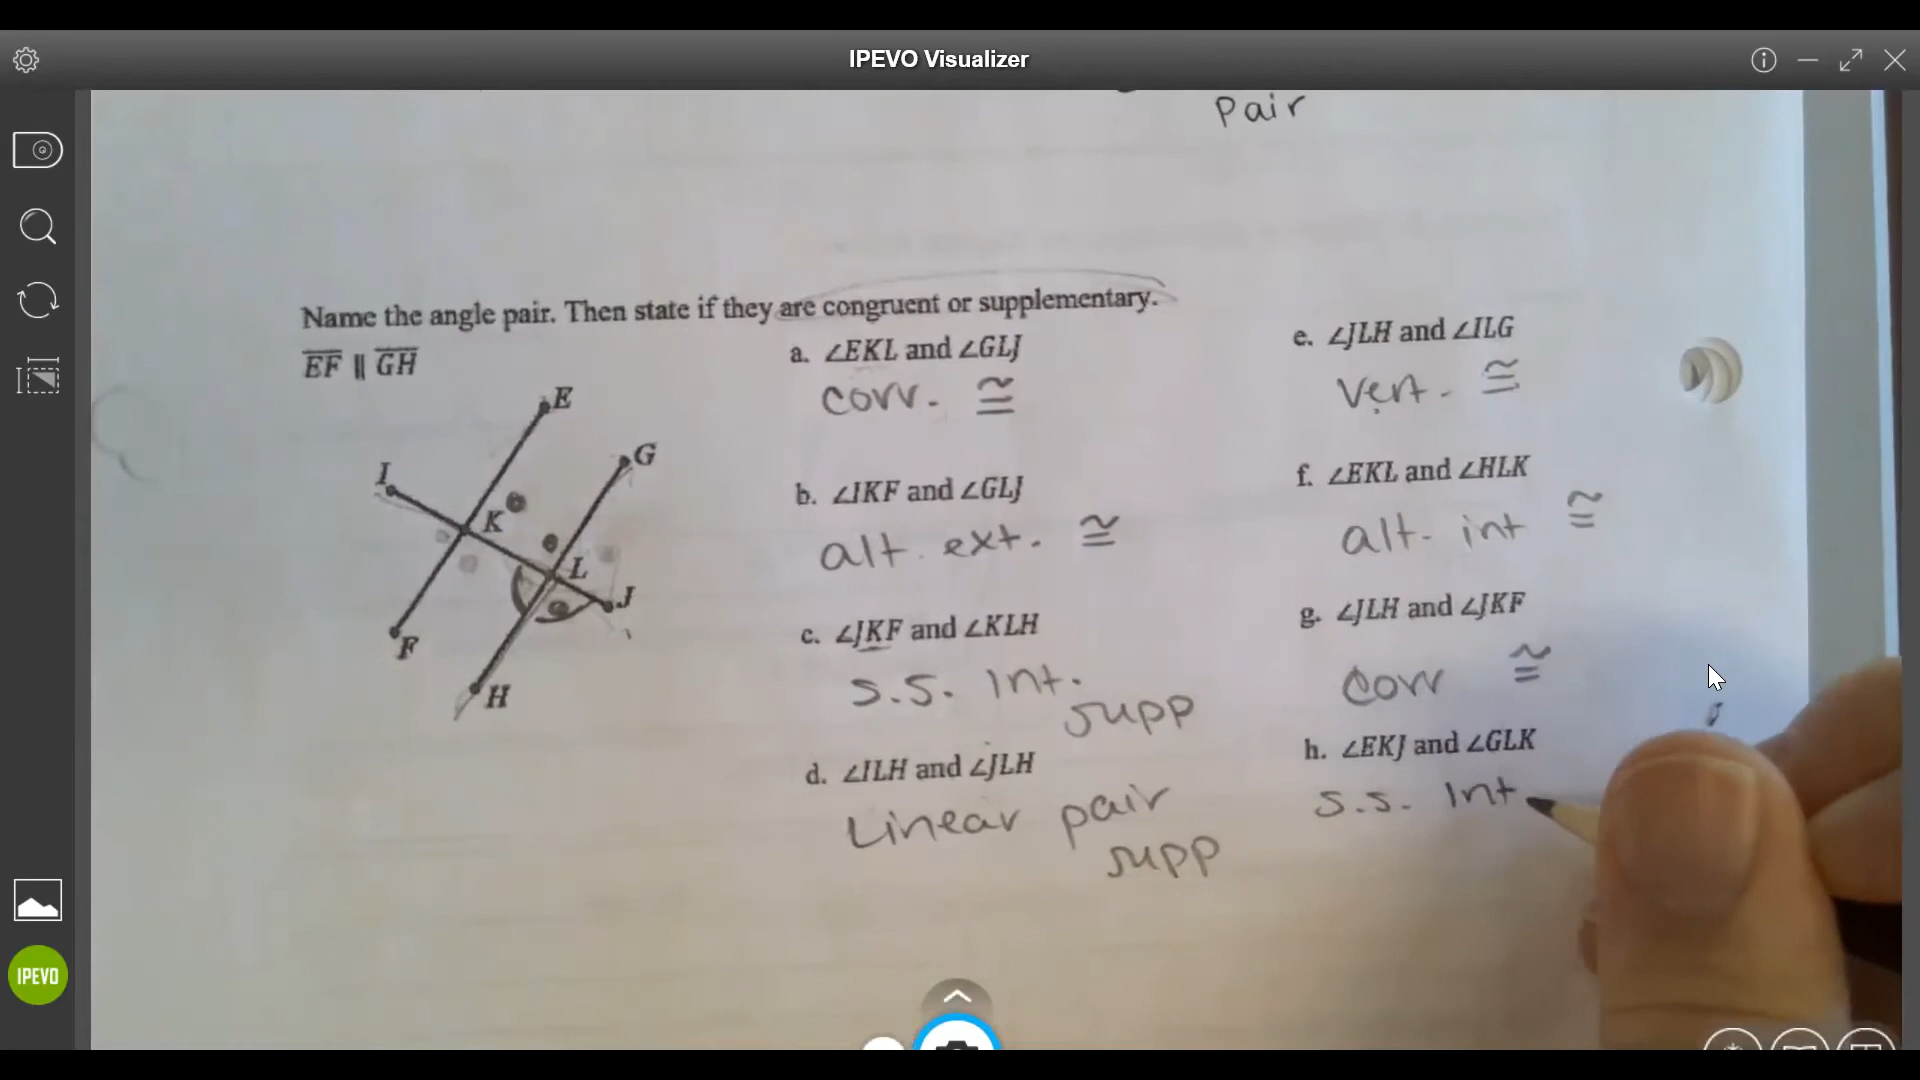 IPEVO Visualizer
Pair
Name the angle pair. Then state if they are congruent or supplementary.
EF ∥ GH
E
G
I
K
L
J
F
H
a. ∠EKL and ∠GLJ
corr. ≅
b. ∠IKF and ∠GLJ
alt. ext. ≅
c. ∠JKF and ∠KLH
s.s. Int.
supp
d. ∠ILH and ∠JLH
Linear pair
supp
e. ∠JLH and ∠ILG
Vert. ≅
f. ∠EKL and ∠HLK
alt. int ≅
g. ∠JLH and ∠JKF
Corr ≅
h. ∠EKJ and ∠GLK
s.s. Int
IPEVO